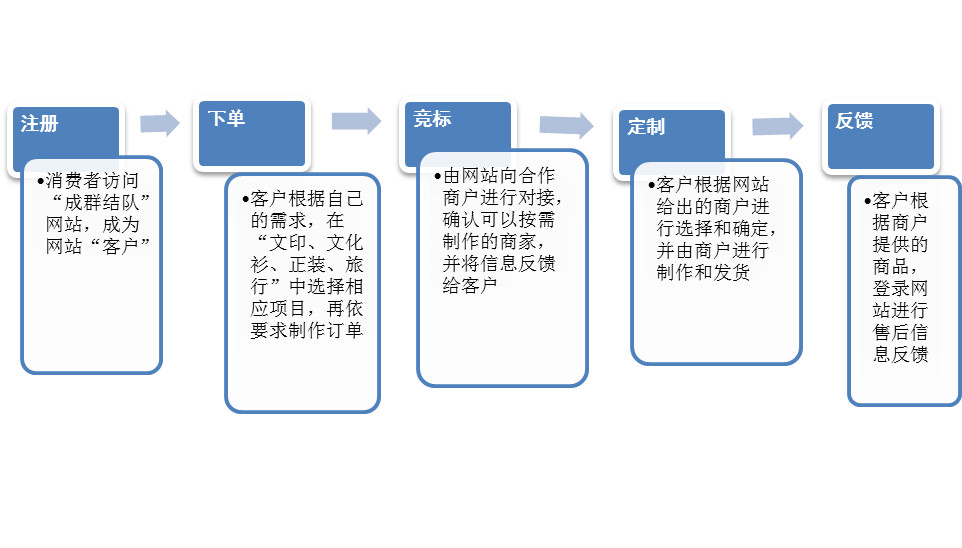 注册
•消费者访问
“成群结队”
网站，成为
网站“客户”
下单
•客户根据自己
的需求，在
“文印、文化
衫、正装、旅
行”中选择相
应项目，再依
要求制作订单
竞标
•由网站向合作
商户进行对接，
确认可以按需
制作的商家，
并将信息反馈
给客户
定制
•客户根据网站
给出的商户进
行选择和确定，
并由商户进行
制作和发货
反馈
•客户根
据商户
提供的
商品，
登录网
站进行
售后信
息反馈